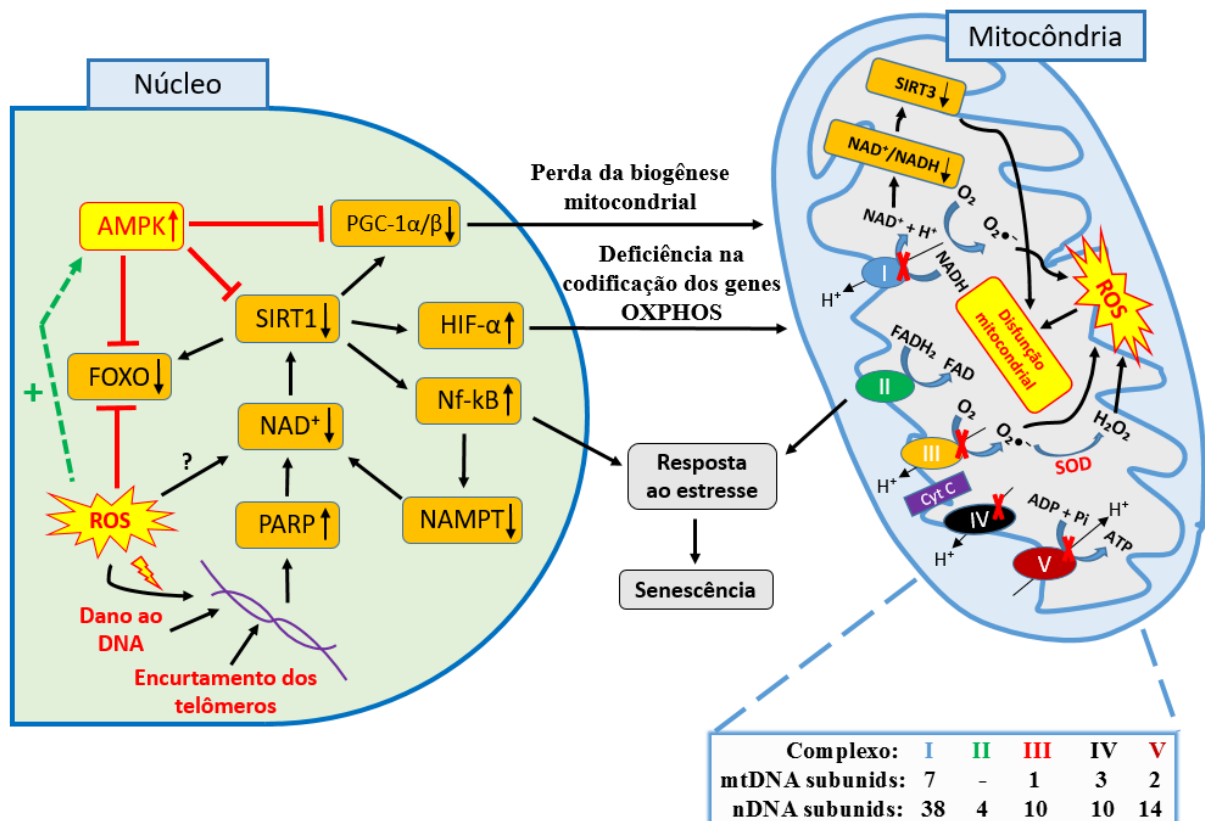 Núcleo
AMPK↑
PGC-1α/β↓
SIRT1↓
HIF-α↑
FOXO↓
Nf-kB↑
NAD⁺↓
+
?
ROS
PARP↑
NAMPT↓
Dano ao
DNA
Encurtamento dos
telômeros
Perda da biogênese
mitocondrial
Deficiência na
codificação dos genes
OXPHOS
Resposta
ao estresse
Senescência
Mitocôndria
SIRT3↓
NAD⁺/NADH↓
O₂
NAD⁺ + H⁺
O₂•⁻
I
NADH
H⁺
ROS
Disfunção
mitocondrial
FADH₂
FAD
II
O₂
O₂•⁻
H₂O₂
SOD
III
H⁺
Cyt C
IV
H⁺
ADP + Pi
H⁺
ATP
V
Complexo: I II III IV V
mtDNA subunids: 7 - 1 3 2
nDNA subunids: 38 4 10 10 14